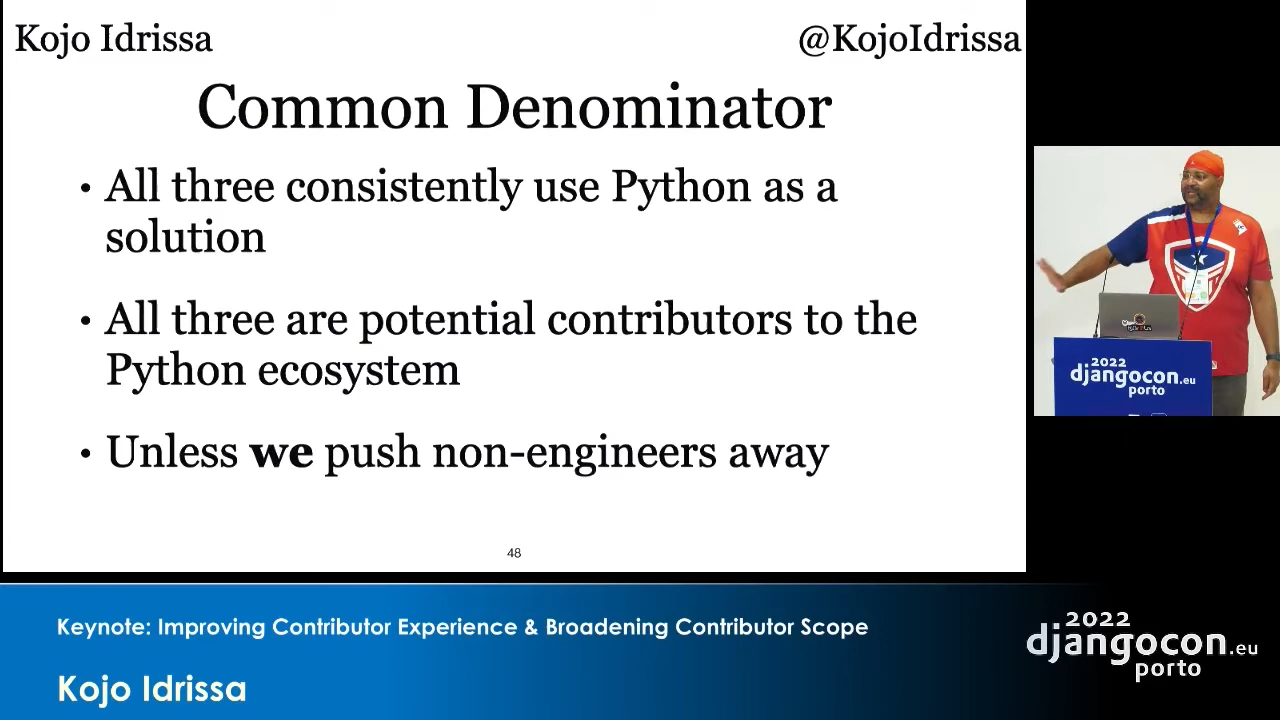 Kojo Idrissa
@KojoIdrissa
Common Denominator
• All three consistently use Python as a
solution
• All three are potential contributors to the
Python ecosystem
• Unless we push non-engineers away
48
2022
djangocon.eu
porto
Keynote: Improving Contributor Experience & Broadening Contributor Scope
Kojo Idrissa
2022
djangocon.eu
porto